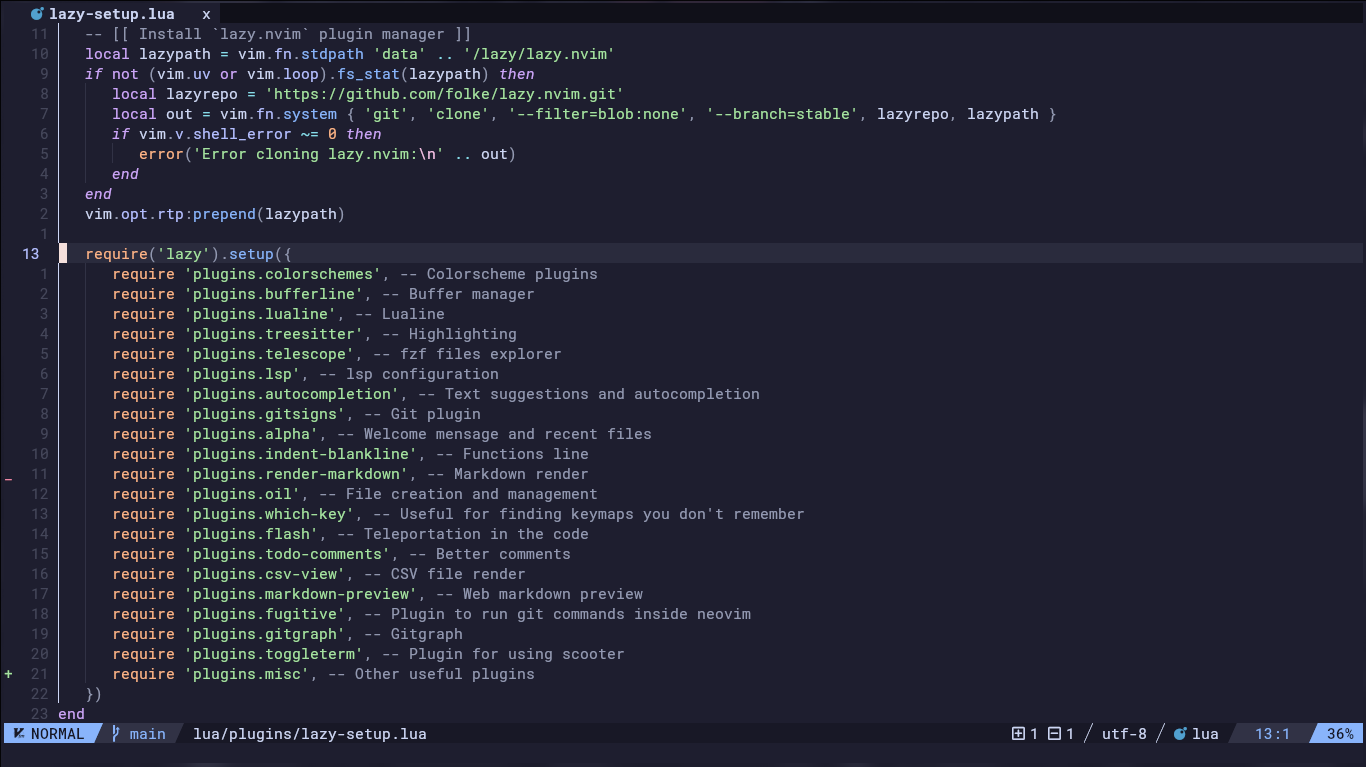 lazy-setup.lua x
11 -- [[ Install `lazy.nvim` plugin manager ]]
10 local lazypath = vim.fn.stdpath 'data' .. '/lazy/lazy.nvim'
9 if not (vim.uv or vim.loop).fs_stat(lazypath) then
8 local lazyrepo = 'https://github.com/folke/lazy.nvim.git'
7 local out = vim.fn.system { 'git', 'clone', '--filter=blob:none', '--branch=stable', lazyrepo, lazypath }
6 if vim.v.shell_error ~= 0 then
5 error('Error cloning lazy.nvim:\n' .. out)
4 end
3 end
2 vim.opt.rtp:prepend(lazypath)
1
13 require('lazy').setup({
1 require 'plugins.colorschemes', -- Colorscheme plugins
2 require 'plugins.bufferline', -- Buffer manager
3 require 'plugins.lualine', -- Lualine
4 require 'plugins.treesitter', -- Highlighting
5 require 'plugins.telescope', -- fzf files explorer
6 require 'plugins.lsp', -- lsp configuration
7 require 'plugins.autocompletion', -- Text suggestions and autocompletion
8 require 'plugins.gitsigns', -- Git plugin
9 require 'plugins.alpha', -- Welcome mensage and recent files
10 require 'plugins.indent-blankline', -- Functions line
_ 11 require 'plugins.render-markdown', -- Markdown render
12 require 'plugins.oil', -- File creation and management
13 require 'plugins.which-key', -- Useful for finding keymaps you don't remember
14 require 'plugins.flash', -- Teleportation in the code
15 require 'plugins.todo-comments', -- Better comments
16 require 'plugins.csv-view', -- CSV file render
17 require 'plugins.markdown-preview', -- Web markdown preview
18 require 'plugins.fugitive', -- Plugin to run git commands inside neovim
19 require 'plugins.gitgraph', -- Gitgraph
20 require 'plugins.toggleterm', -- Plugin for using scooter
+ 21 require 'plugins.misc', -- Other useful plugins
22 })
23 end
NORMAL main lua/plugins/lazy-setup.lua 1 1 utf-8 lua 13:1 36%